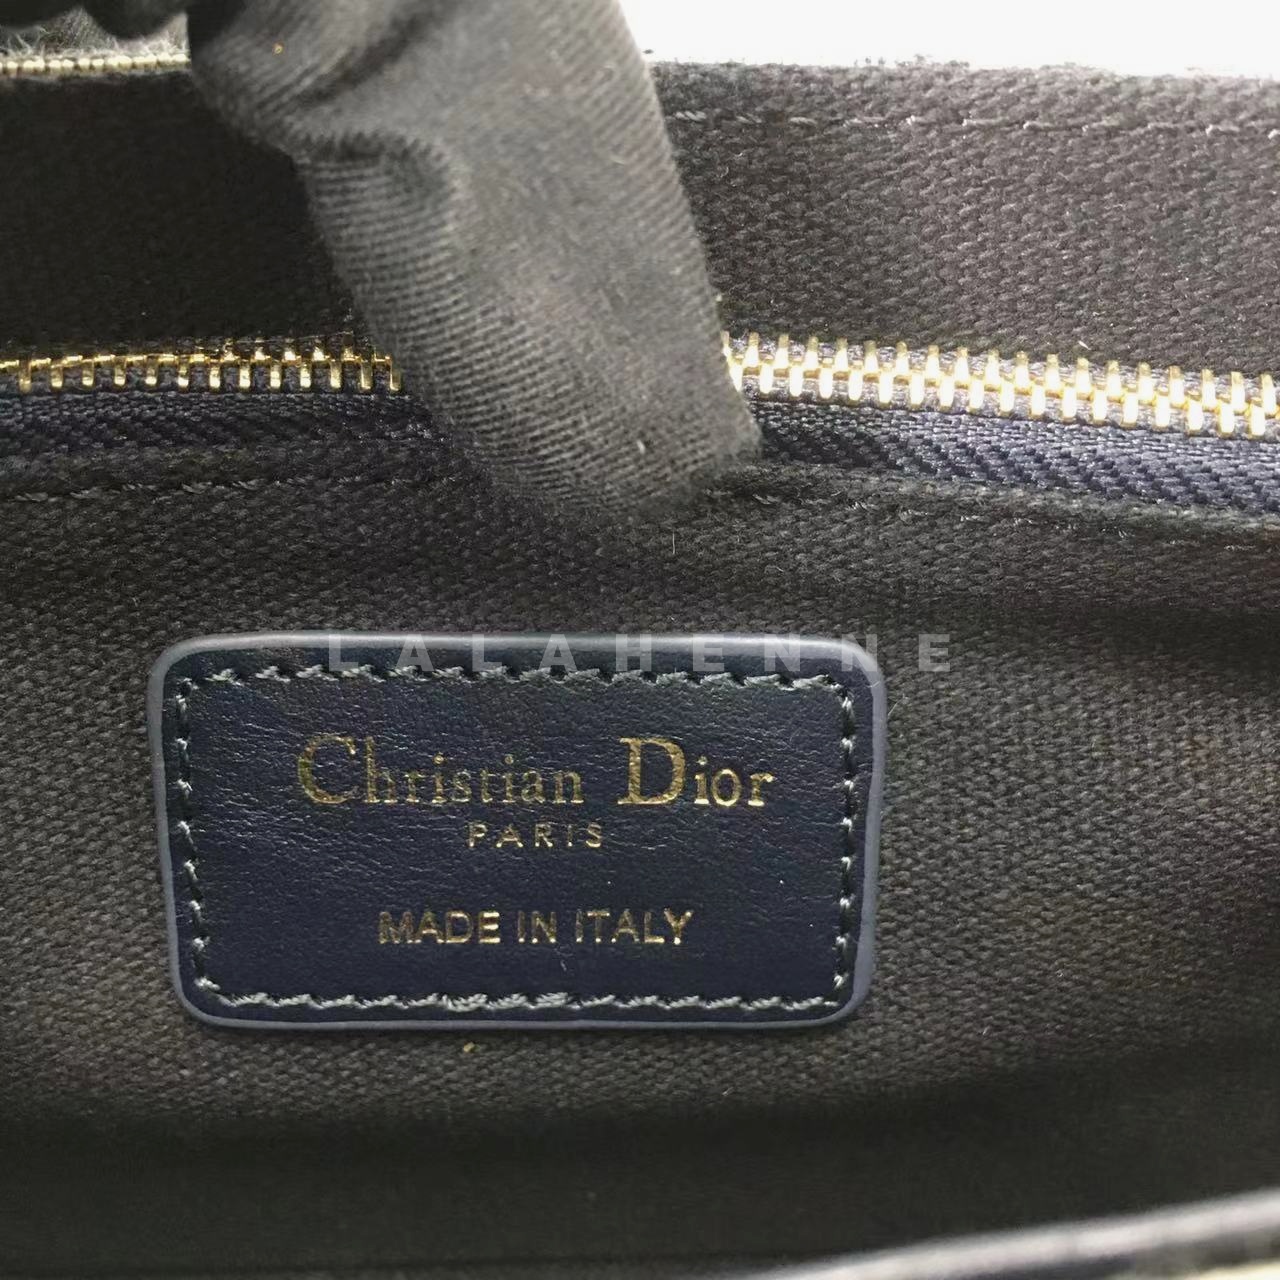 LALAHENNE
Christian Dior
PARIS
MADE IN ITALY